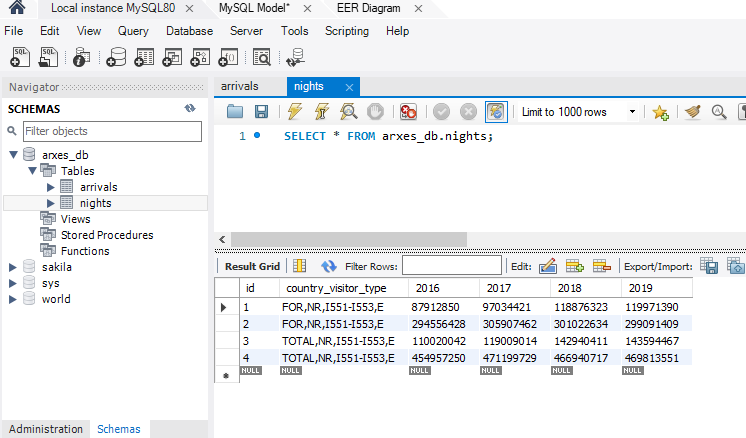 Local instance MySQL80 MySQL Model* EER Diagram
File Edit View Query Database Server Tools Scripting Help
SQL SQL
Navigator
SCHEMAS
Filter objects
arxes_db
Tables
arrivals
nights
Views
Stored Procedures
Functions
sakila
sys
world
Administration Schemas
arrivals nights
Limit to 1000 rows
1 SELECT * FROM arxes_db.nights;
Result Grid Filter Rows: Edit: Export/Import:
id country_visitor_type 2016 2017 2018 2019
1 FOR,NR,I551-I553,E 87912850 97034421 118876323 119971390
2 FOR,NR,I551-I553,E 294556428 305907462 301022634 299091409
3 TOTAL,NR,I551-I553,E 110020042 119009014 142940411 143594467
4 TOTAL,NR,I551-I553,E 454957250 471199729 466940717 469813551
NULL NULL NULL NULL NULL NULL